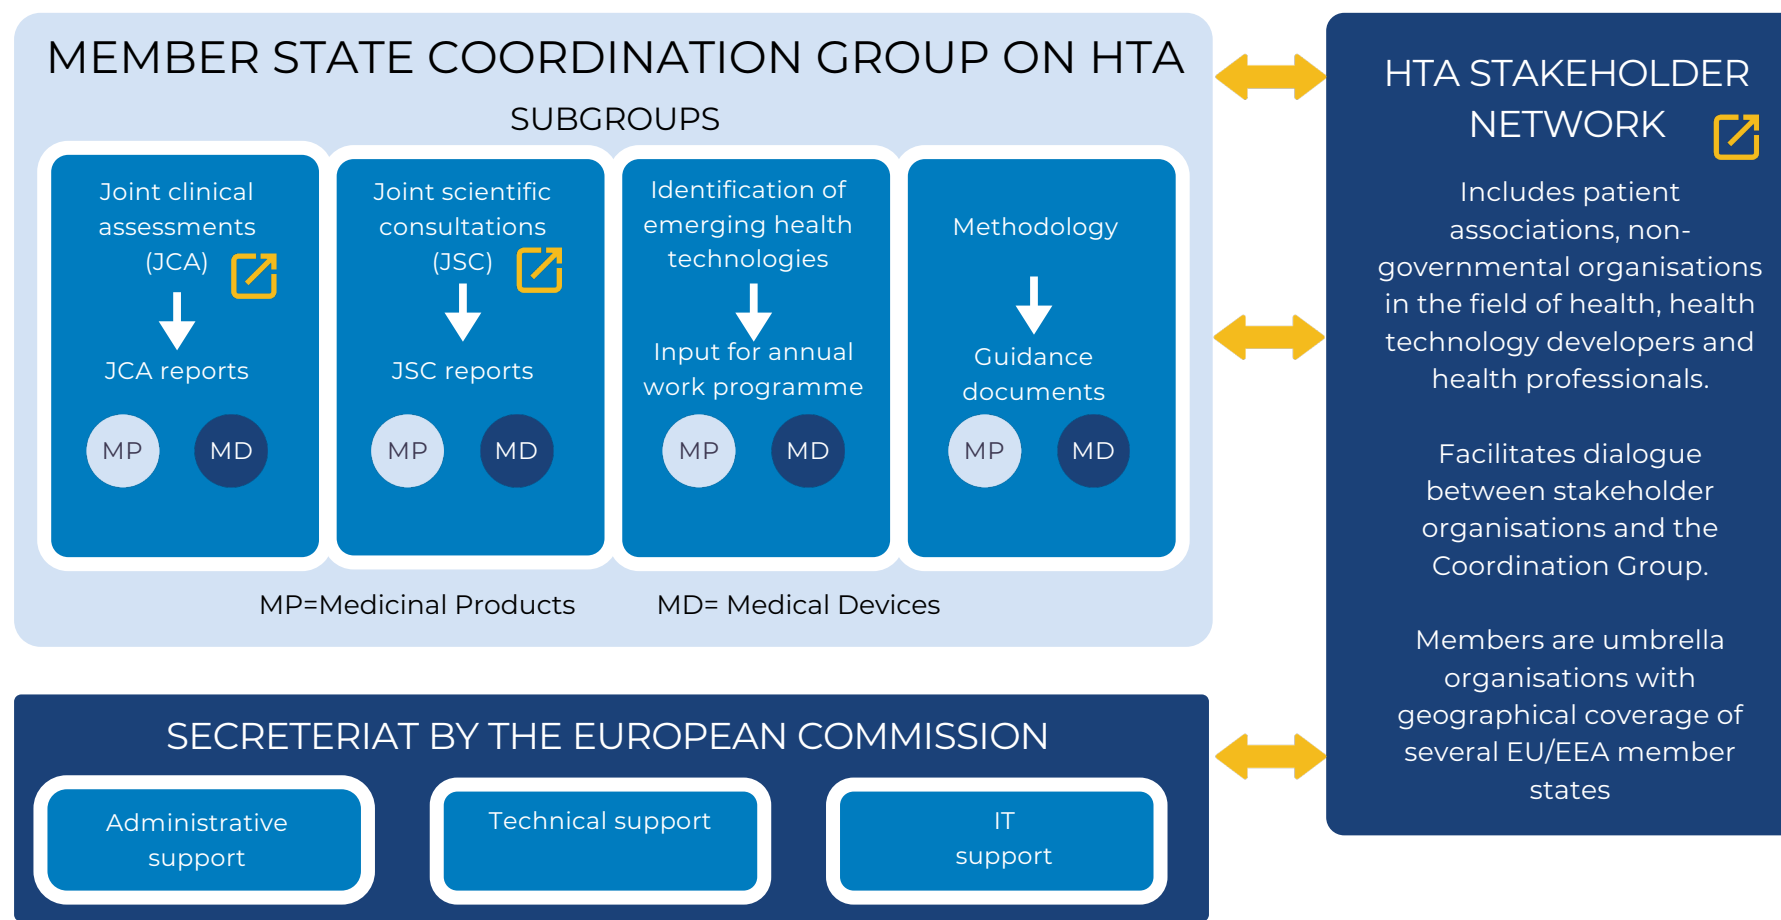 MEMBER STATE COORDINATION GROUP ON HTA
SUBGROUPS
Joint clinical
assessments
(JCA)
JCA reports
MP
MD
Joint scientific
consultations
(JSC)
JSC reports
MP
MD
Identification of
emerging health
technologies
Input for annual
work programme
MP
MD
Methodology
Guidance
documents
MP
MD
MP=Medicinal Products
MD= Medical Devices
SECRETERIAT BY THE EUROPEAN COMMISSION
Administrative
support
Technical support
IT
support
HTA STAKEHOLDER
NETWORK
Includes patient
associations, non-
governmental organisations
in the field of health, health
technology developers and
health professionals.
Facilitates dialogue
between stakeholder
organisations and the
Coordination Group.
Members are umbrella
organisations with
geographical coverage of
several EU/EEA member
states